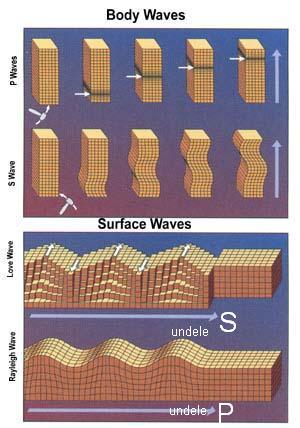 Body Waves
P Waves
S Wave
Surface Waves
Love Wave
undele S
Rayleigh Wave
undele P